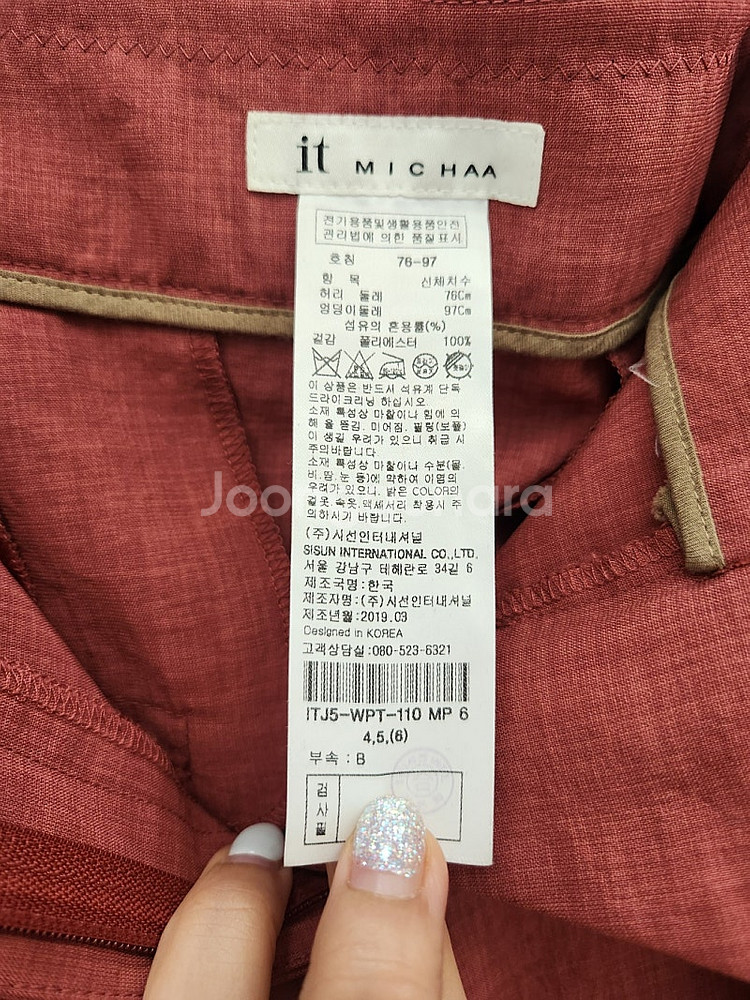 it MICHAA
전기용품및생활용품안전
관리법에 의한 품질표시
호칭 76-97
항 목 신체치수
허리 둘레 76Cm
엉덩이둘레 97Cm
섬유의 혼용률(%)
겉감 폴리에스터 100%
이 상품은 반드시 석유계 단독
드라이크리닝 하십시오.
소재 특성상 마찰이나 힘에 의
해 올 뜯김, 미어짐, 필링(보풀)
이 생길 우려가 있으니 취급 시
주의바랍니다.
소재 특성상 마찰이나 수분(물,
비,땀,눈 등)에 약하여 이염의
우려가 있으니, 밝은 COLOR의
겉옷,속옷,액세서리 착용시 주
의하시기 바랍니다.
(주)시선인터내셔널
SISUN INTERNATIONAL CO.,LTD.
서울 강남구 테헤란로 34길 6
제조국명:한국
제조자명:(주)시선인터내셔널
제조년월:2019.03
Designed in KOREA
고객상담실:080-523-6321
ITJ5-WPT-110 MP 6
4,5,(6)
부속 : B
검
사
필